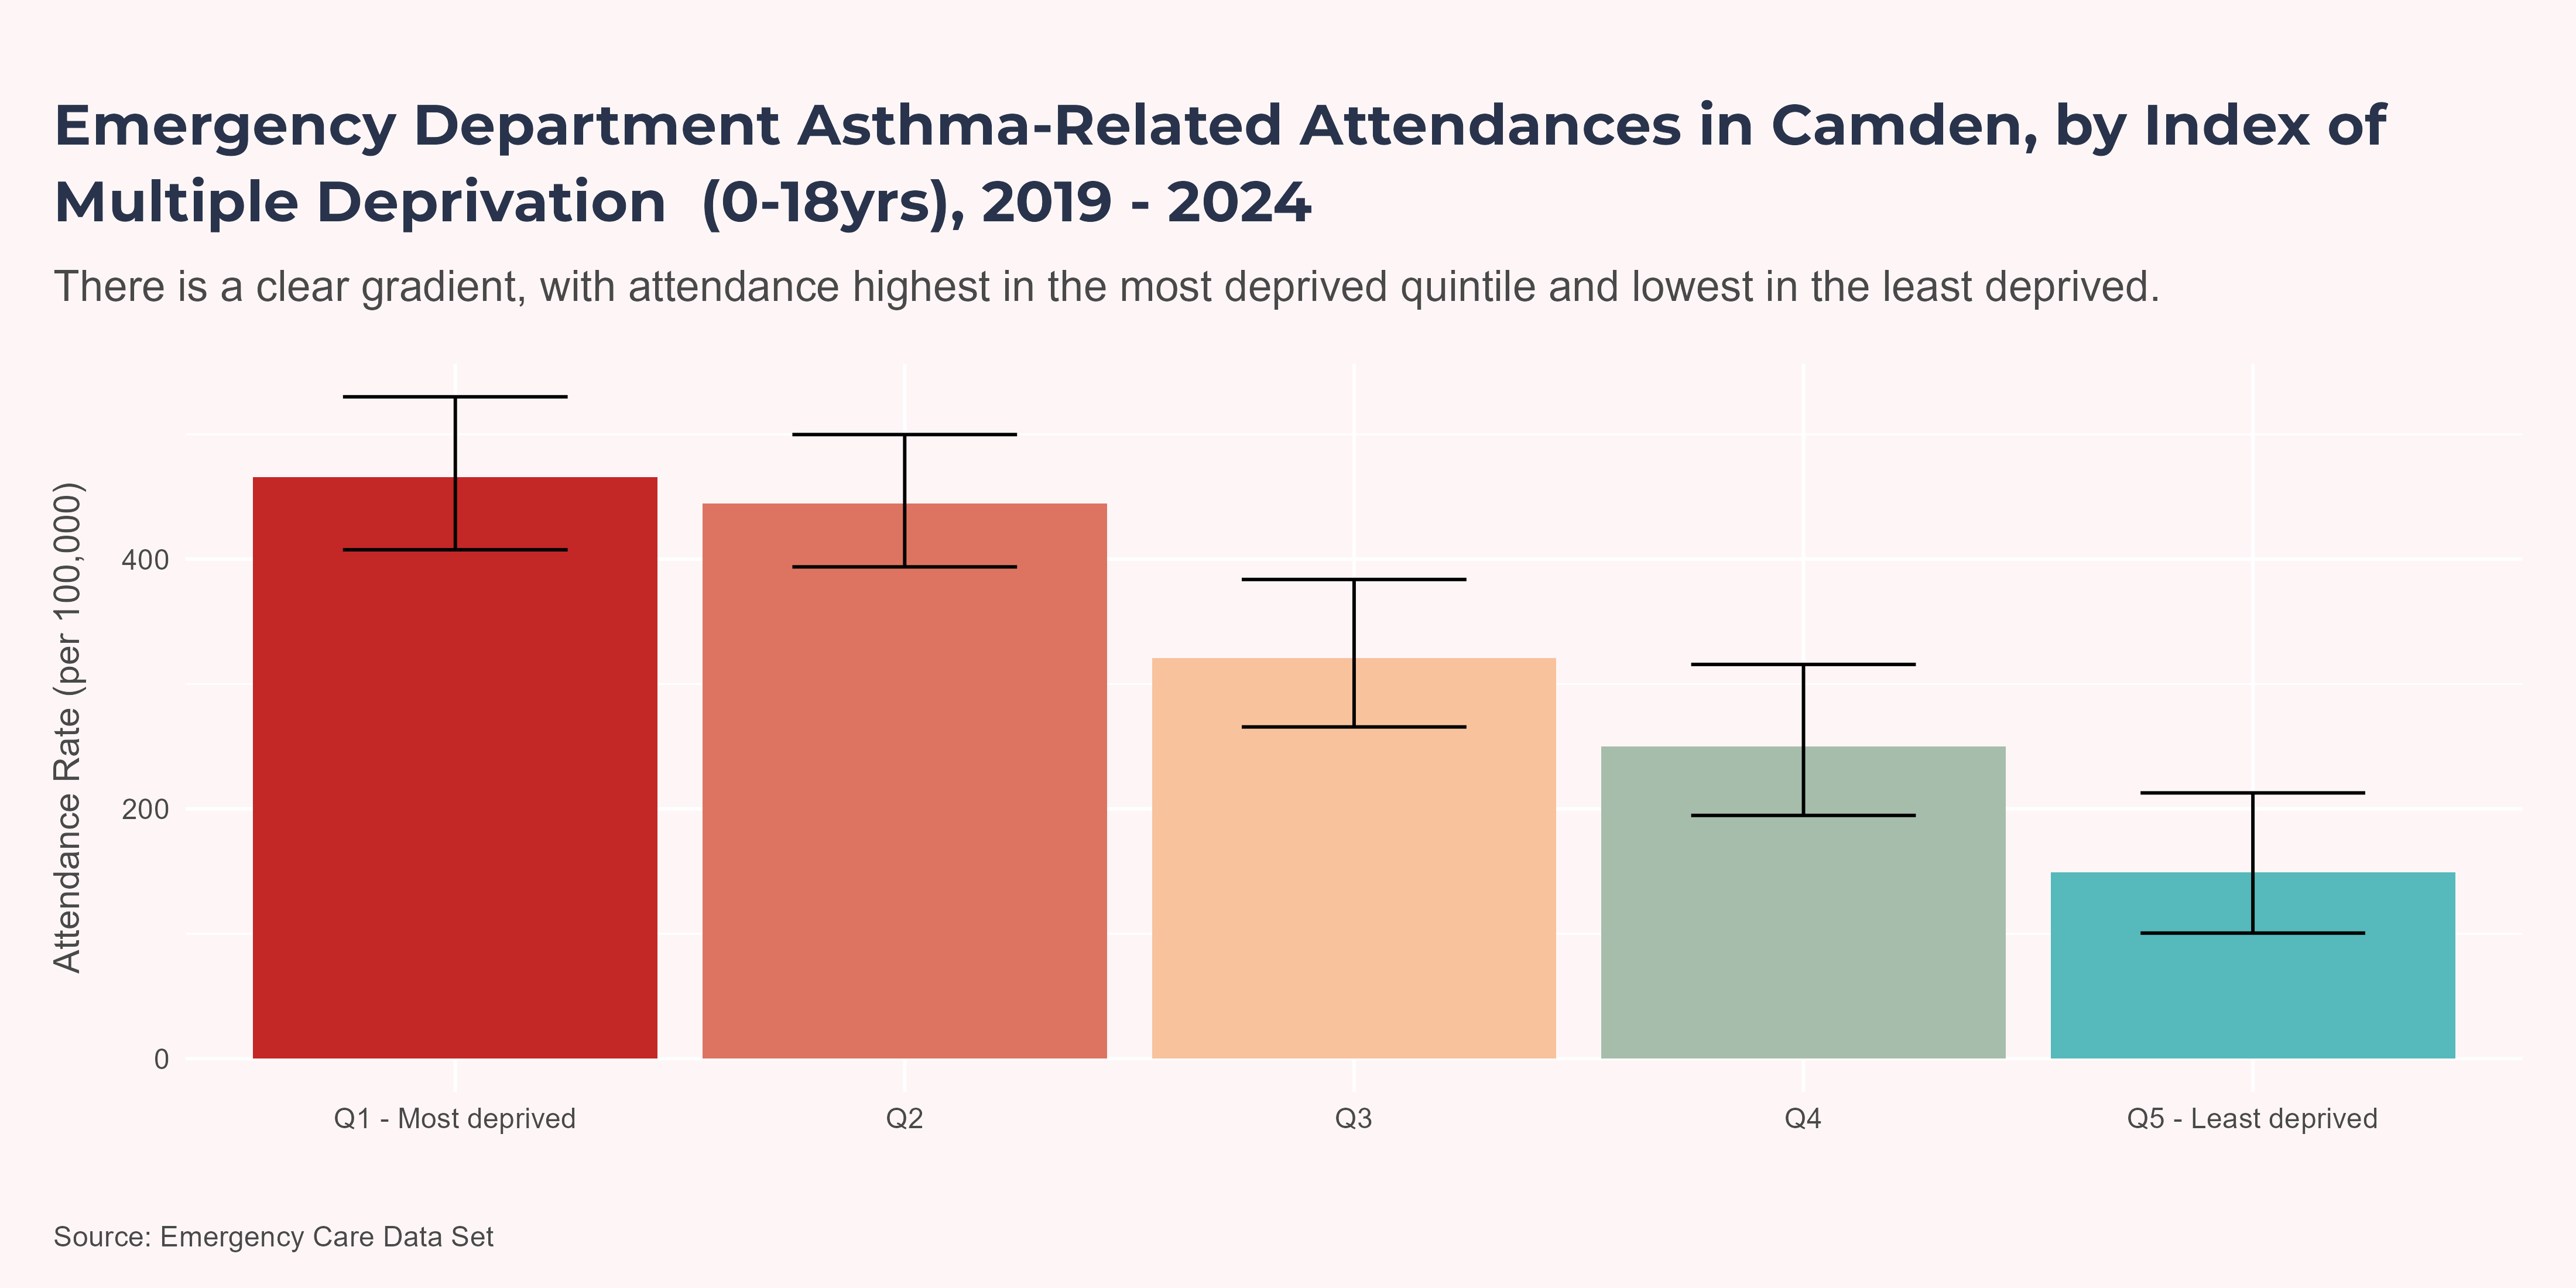 Emergency Department Asthma-Related Attendances in Camden, by Index of
Multiple Deprivation  (0-18yrs), 2019 - 2024
There is a clear gradient, with attendance highest in the most deprived quintile and lowest in the least deprived.
Attendance Rate (per 100,000)
400
200
0
Q1 - Most deprived
Q2
Q3
Q4
Q5 - Least deprived
Source: Emergency Care Data Set